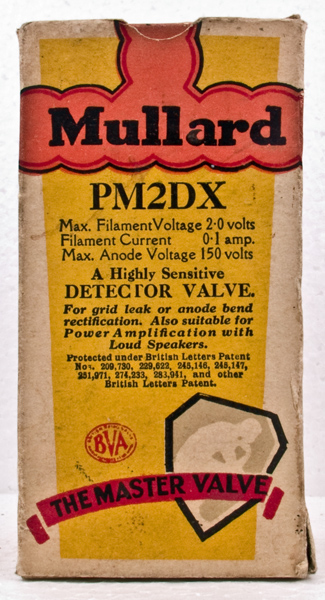 Mullard
PM2DX
Max. Filament Voltage 2·0 volts
Filament Current 0·1 amp.
Max. Anode Voltage 150 volts
A Highly Sensitive
DETECTOR VALVE.
For grid leak or anode bend
rectification. Also suitable for
Power Amplification with
Loud Speakers.
Protected under British Letters Patent
Nos. 209,730, 229,622, 245,146, 245,147,
251,971, 274,233, 283,941, and other
British Letters Patent.
BVA
THE MASTER VALVE